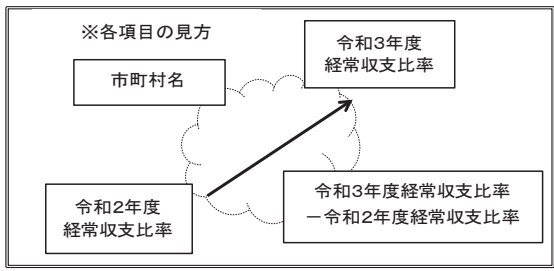 ※各項目の見方
令和3年度
経常収支比率
市町村名
令和2年度
経常収支比率
令和3年度経常収支比率
－令和2年度経常収支比率